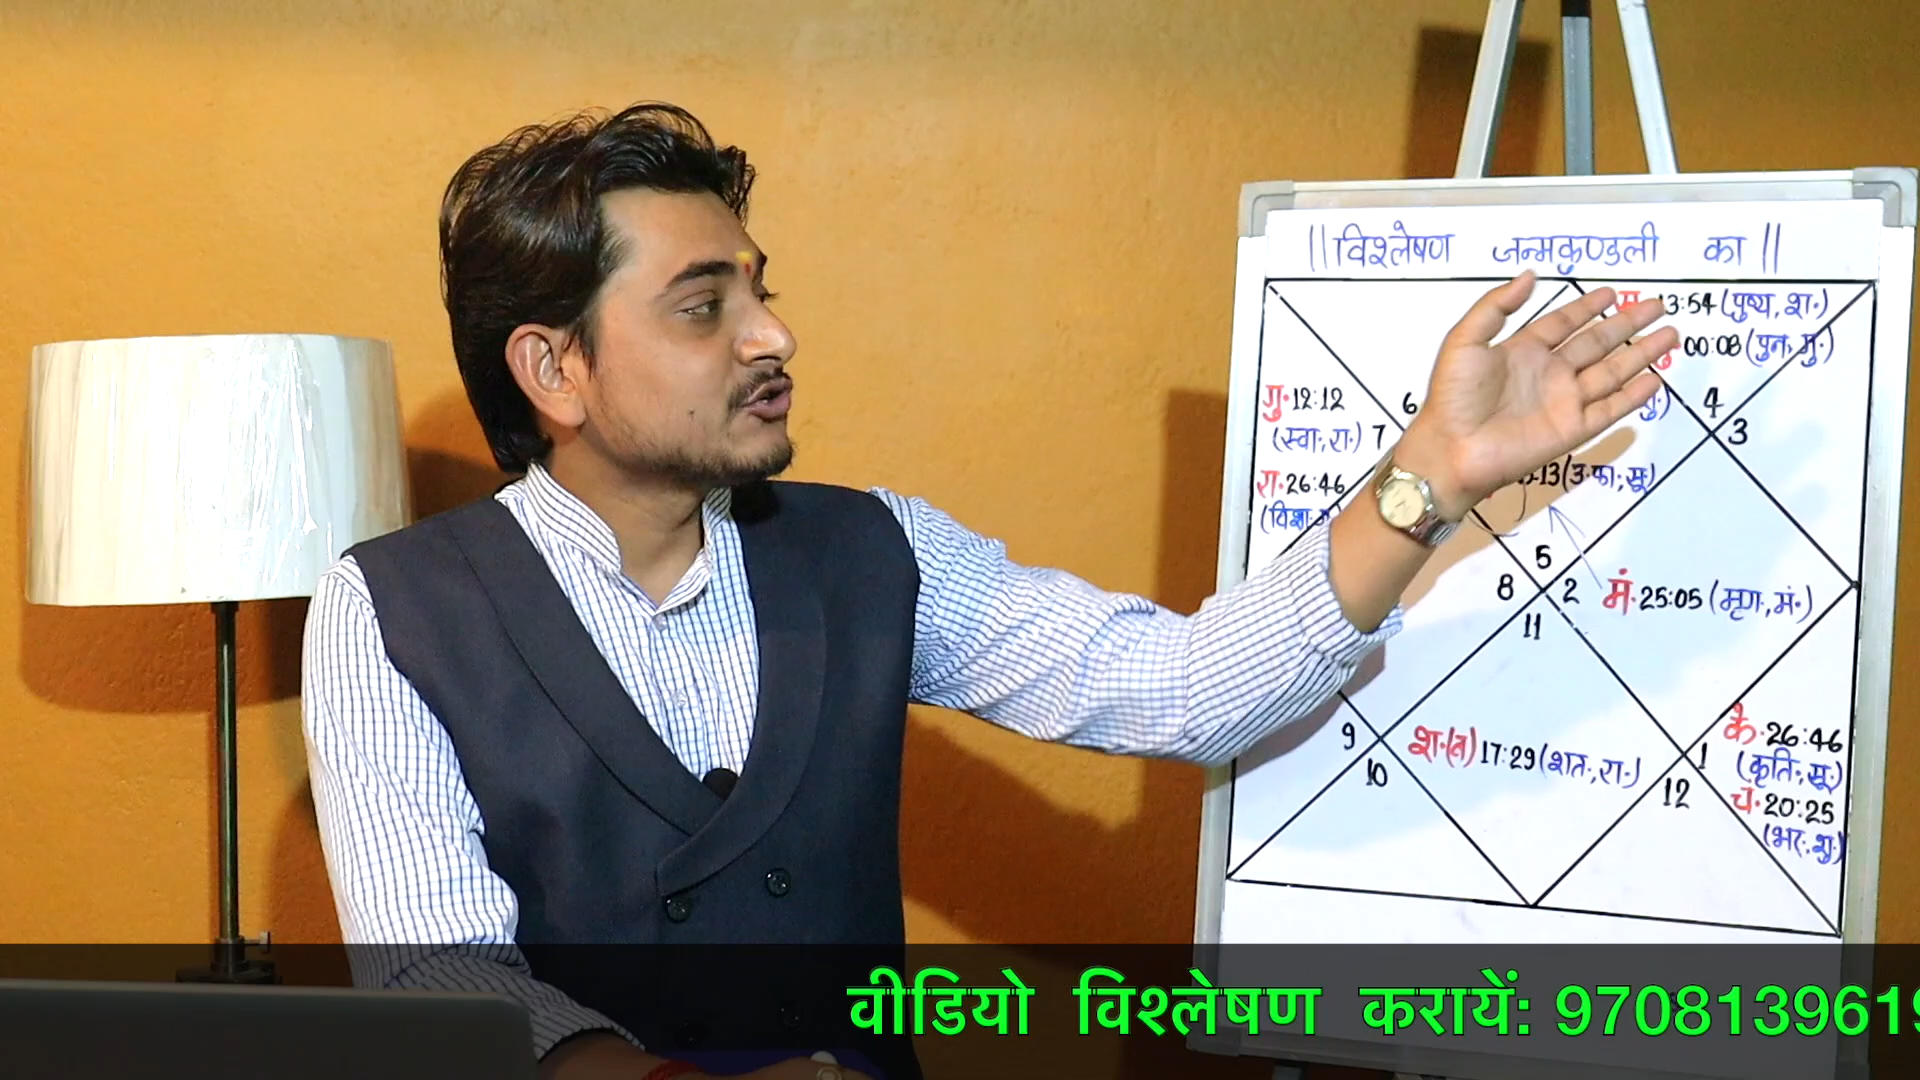 ||विश्लेषण जन्मकुण्डली का||
13:54 (पुष्य, श॰)
00:08 (पुन॰, गु॰)
4
3
गु॰ 12:12
(स्वा॰, रा॰)
6
7
रा॰ 26:46
(विशा॰
13 (उ॰फा॰, सू॰)
5
8
2
11
मं॰ 25:05 (मृग॰, मं॰)
श॰(व) 17:29 (शत॰, रा॰)
9
10
के॰ 26:46
(कृति॰, सू॰)
1
12
चं॰ 20:25
(भर॰, शु॰)
वीडियो विश्लेषण करायें: 970813961